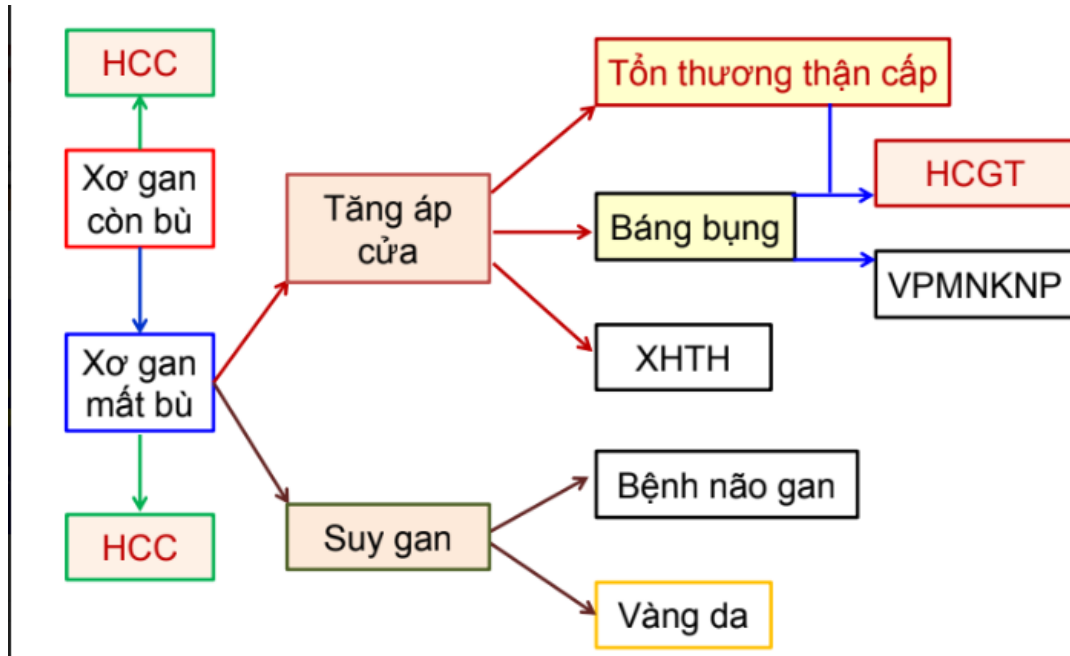 HCC
Xơ gan
còn bù
Xơ gan
mất bù
HCC
Tăng áp
cửa
Suy gan
Tổn thương thận cấp
Báng bụng
XHTH
Bệnh não gan
Vàng da
HCGT
VPMNKNP